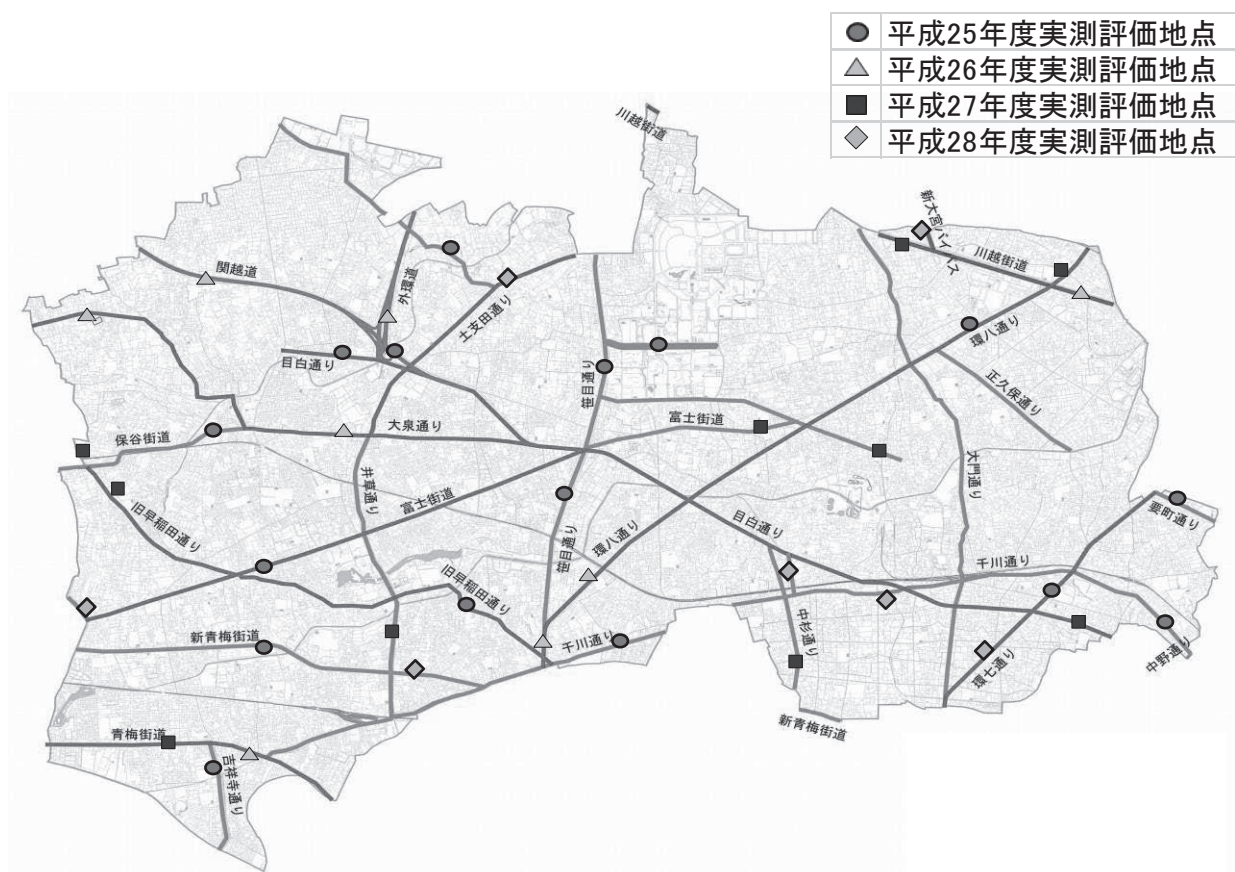 平成25年度実測評価地点
平成26年度実測評価地点
平成27年度実測評価地点
平成28年度実測評価地点
川越街道
新大宮バイパス
川越街道
関越道
外環道
土支田通り
環八通り
目白通り
笹目通り
正久保通り
保谷街道
大泉通り
富士街道
井草通り
富士街道
大門通り
旧早稲田通り
笹目通り
環八通り
目白通り
要町通り
旧早稲田通り
千川通り
新青梅街道
千川通り
中杉通り
環七通り
中野通り
新青梅街道
青梅街道
吉祥寺通り